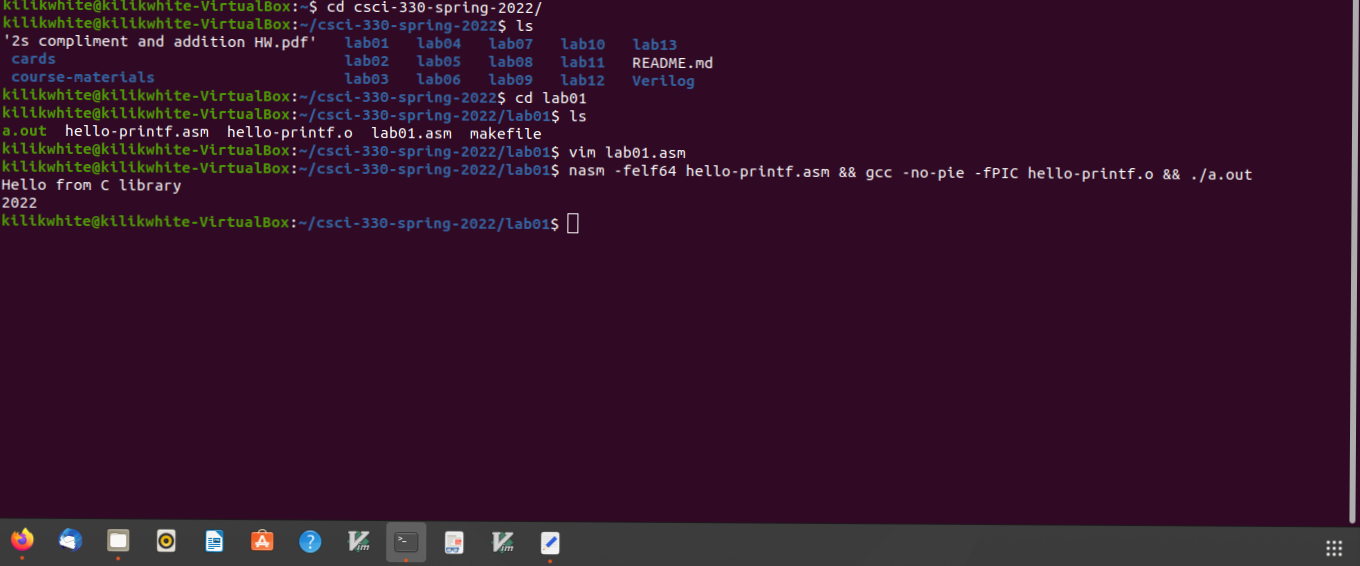 kilikwhite@kilikwhite-VirtualBox:~$ cd csci-330-spring-2022/
kilikwhite@kilikwhite-VirtualBox:~/csci-330-spring-2022$ ls
'2s compliment and addition HW.pdf'   lab01   lab04   lab07   lab10   lab13
 cards                                lab02   lab05   lab08   lab11   README.md
 course-materials                     lab03   lab06   lab09   lab12   Verilog
kilikwhite@kilikwhite-VirtualBox:~/csci-330-spring-2022$ cd lab01
kilikwhite@kilikwhite-VirtualBox:~/csci-330-spring-2022/lab01$ ls
a.out  hello-printf.asm  hello-printf.o  lab01.asm  makefile
kilikwhite@kilikwhite-VirtualBox:~/csci-330-spring-2022/lab01$ vim lab01.asm
kilikwhite@kilikwhite-VirtualBox:~/csci-330-spring-2022/lab01$ nasm -felf64 hello-printf.asm && gcc -no-pie -fPIC hello-printf.o && ./a.out
Hello from C library
2022
kilikwhite@kilikwhite-VirtualBox:~/csci-330-spring-2022/lab01$